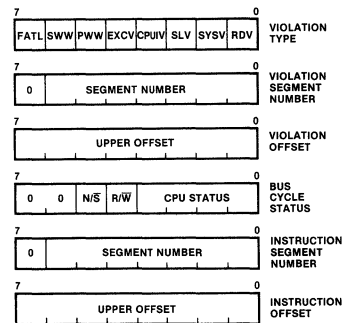 7 0
FATL SWW PWW EXCV CPUIV SLV SYSV RDV
VIOLATION
TYPE
7 0
0 SEGMENT NUMBER
VIOLATION
SEGMENT
NUMBER
7 0
UPPER OFFSET
VIOLATION
OFFSET
7 0
0 0 N/S̅ R/W̅ CPU STATUS
BUS
CYCLE
STATUS
7 0
0 SEGMENT NUMBER
INSTRUCTION
SEGMENT
NUMBER
7 0
UPPER OFFSET
INSTRUCTION
OFFSET